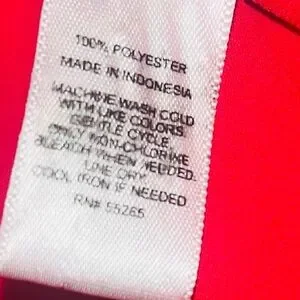 100% POLYESTER
MADE IN INDONESIA
MACHINE WASH COLD
WITH LIKE COLORS
GENTLE CYCLE.
ONLY NON-CHLORINE
BLEACH WHEN NEEDED.
LINE DRY
COOL IRON IF NEEDED
RN# 55285